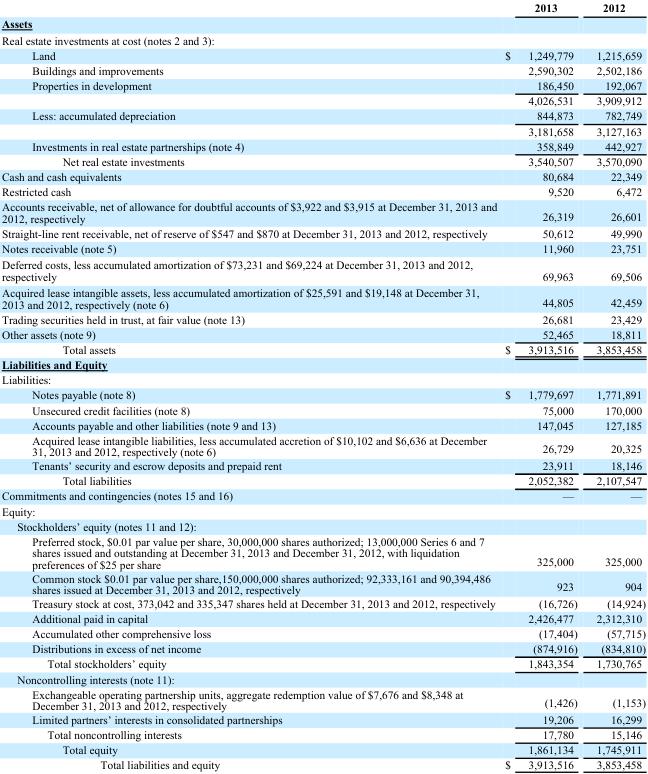 2013 2012
Assets
Real estate investments at cost (notes 2 and 3):
Land $ 1,249,779 1,215,659
Buildings and improvements 2,590,302 2,502,186
Properties in development 186,450 192,067
4,026,531 3,909,912
Less: accumulated depreciation 844,873 782,749
3,181,658 3,127,163
Investments in real estate partnerships (note 4) 358,849 442,927
Net real estate investments 3,540,507 3,570,090
Cash and cash equivalents 80,684 22,349
Restricted cash 9,520 6,472
Accounts receivable, net of allowance for doubtful accounts of $3,922 and $3,915 at December 31, 2013 and
2012, respectively 26,319 26,601
Straight-line rent receivable, net of reserve of $547 and $870 at December 31, 2013 and 2012, respectively 50,612 49,990
Notes receivable (note 5) 11,960 23,751
Deferred costs, less accumulated amortization of $73,231 and $69,224 at December 31, 2013 and 2012,
respectively 69,963 69,506
Acquired lease intangible assets, less accumulated amortization of $25,591 and $19,148 at December 31,
2013 and 2012, respectively (note 6) 44,805 42,459
Trading securities held in trust, at fair value (note 13) 26,681 23,429
Other assets (note 9) 52,465 18,811
Total assets $ 3,913,516 3,853,458
Liabilities and Equity
Liabilities:
Notes payable (note 8) $ 1,779,697 1,771,891
Unsecured credit facilities (note 8) 75,000 170,000
Accounts payable and other liabilities (note 9 and 13) 147,045 127,185
Acquired lease intangible liabilities, less accumulated accretion of $10,102 and $6,636 at December
31, 2013 and 2012, respectively (note 6) 26,729 20,325
Tenants' security and escrow deposits and prepaid rent 23,911 18,146
Total liabilities 2,052,382 2,107,547
Commitments and contingencies (notes 15 and 16) — —
Equity:
Stockholders' equity (notes 11 and 12):
Preferred stock, $0.01 par value per share, 30,000,000 shares authorized; 13,000,000 Series 6 and 7
shares issued and outstanding at December 31, 2013 and December 31, 2012, with liquidation
preferences of $25 per share 325,000 325,000
Common stock $0.01 par value per share,150,000,000 shares authorized; 92,333,161 and 90,394,486
shares issued at December 31, 2013 and 2012, respectively 923 904
Treasury stock at cost, 373,042 and 335,347 shares held at December 31, 2013 and 2012, respectively (16,726) (14,924)
Additional paid in capital 2,426,477 2,312,310
Accumulated other comprehensive loss (17,404) (57,715)
Distributions in excess of net income (874,916) (834,810)
Total stockholders' equity 1,843,354 1,730,765
Noncontrolling interests (note 11):
Exchangeable operating partnership units, aggregate redemption value of $7,676 and $8,348 at
December 31, 2013 and 2012, respectively (1,426) (1,153)
Limited partners' interests in consolidated partnerships 19,206 16,299
Total noncontrolling interests 17,780 15,146
Total equity 1,861,134 1,745,911
Total liabilities and equity $ 3,913,516 3,853,458